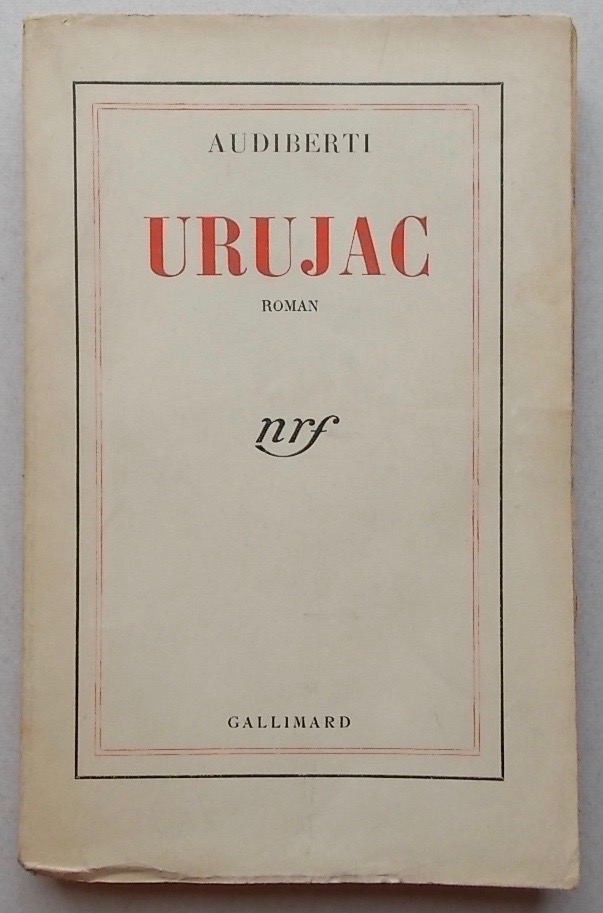 AUDIBERTI
URUJAC
ROMAN
nrf
GALLIMARD